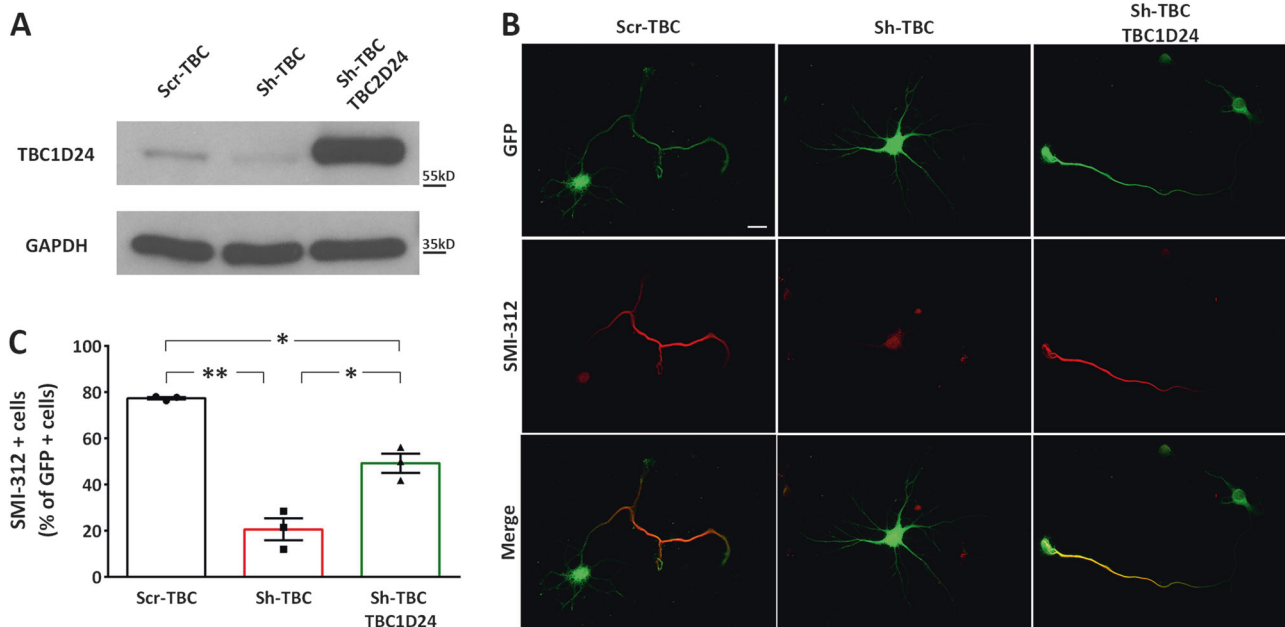 A
Scr-TBC
Sh-TBC
Sh-TBC
TBC2D24
TBC1D24
55kD
GAPDH
35kD
B
Scr-TBC
Sh-TBC
Sh-TBC
TBC1D24
GFP
SMI-312
Merge
C
SMI-312 + cells
(% of GFP + cells)
100
80
60
40
20
0
*
**
*
Scr-TBC
Sh-TBC
Sh-TBC
TBC1D24